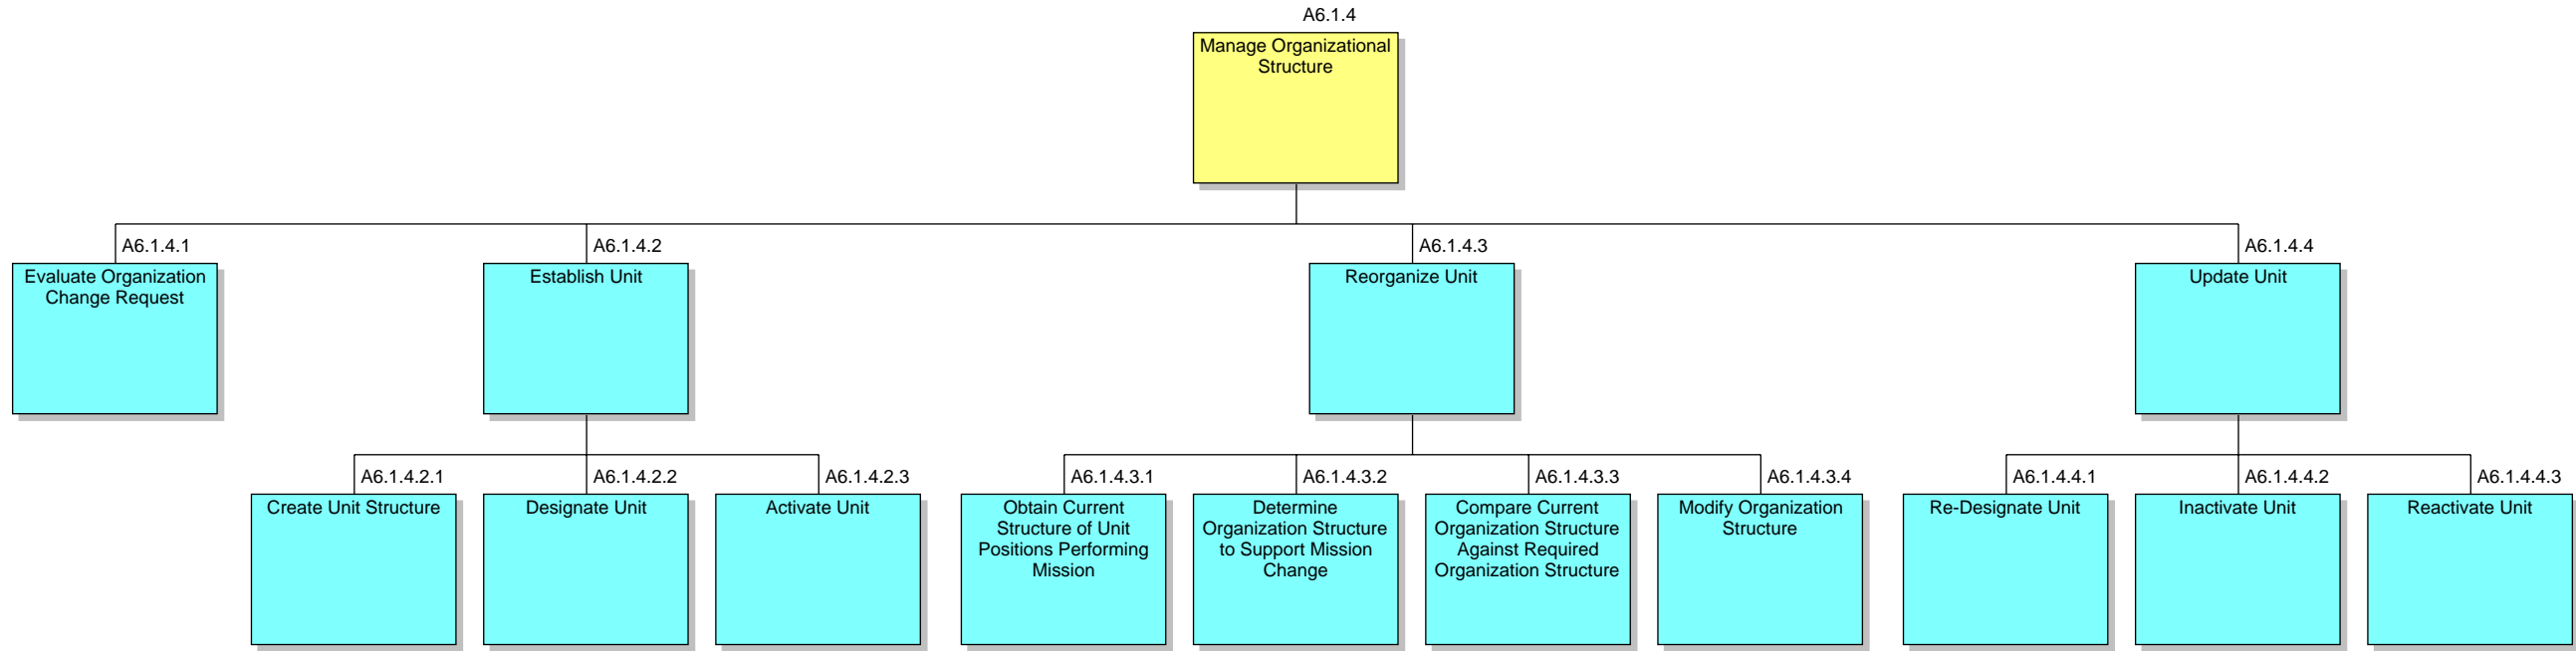 A6.1.4
Manage Organizational
Structure
A6.1.4.1
Evaluate Organization
Change Request
A6.1.4.2
Establish Unit
A6.1.4.3
Reorganize Unit
A6.1.4.4
Update Unit
A6.1.4.2.1
Create Unit Structure
A6.1.4.2.2
Designate Unit
A6.1.4.2.3
Activate Unit
A6.1.4.3.1
Obtain Current
Structure of Unit
Positions Performing
Mission
A6.1.4.3.2
Determine
Organization Structure
to Support Mission
Change
A6.1.4.3.3
Compare Current
Organization Structure
Against Required
Organization Structure
A6.1.4.3.4
Modify Organization
Structure
A6.1.4.4.1
Re-Designate Unit
A6.1.4.4.2
Inactivate Unit
A6.1.4.4.3
Reactivate Unit